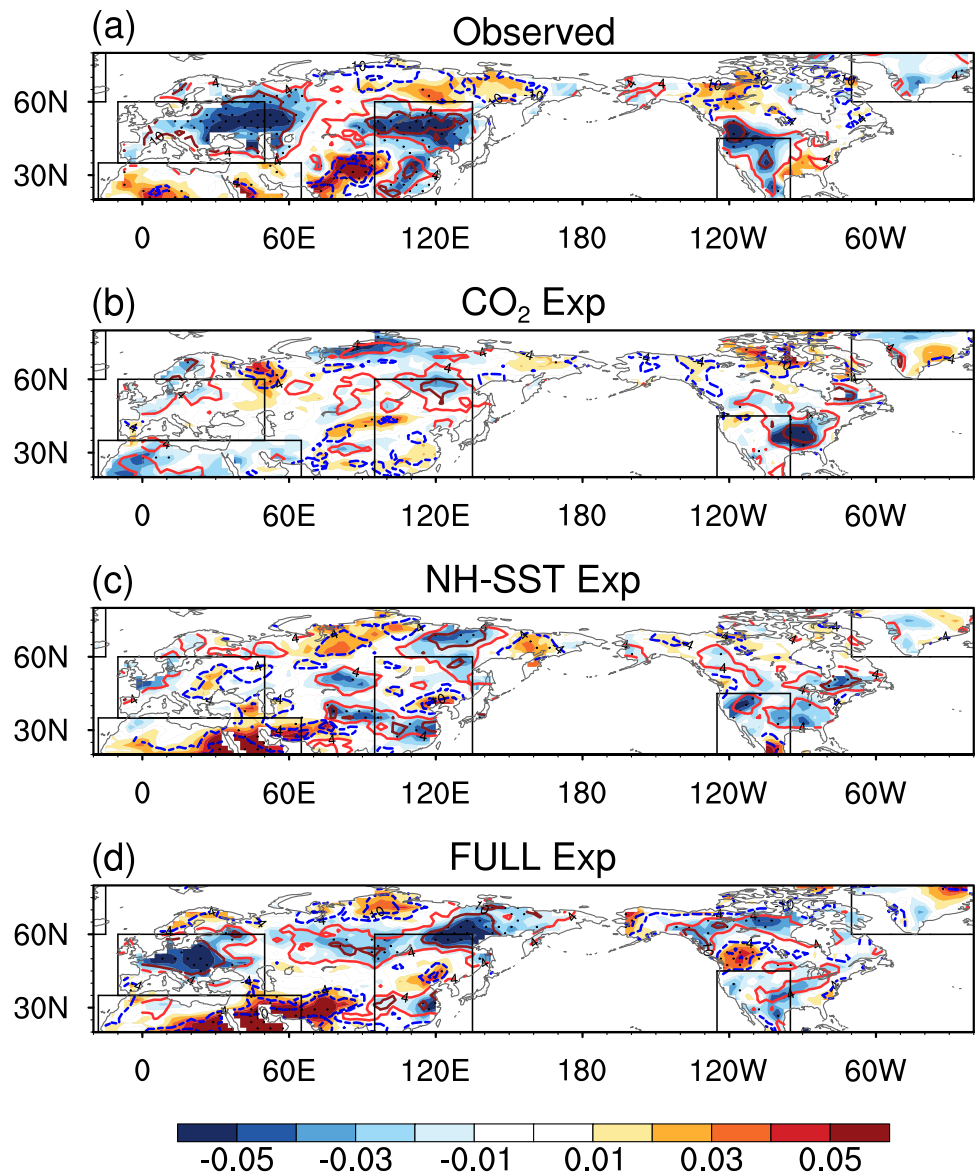 (a) Observed
60N
30N
0 60E 120E 180 120W 60W
(b) CO₂ Exp
60N
30N
0 60E 120E 180 120W 60W
(c) NH-SST Exp
60N
30N
0 60E 120E 180 120W 60W
(d) FULL Exp
60N
30N
0 60E 120E 180 120W 60W
-0.05 -0.03 -0.01 0.01 0.03 0.05